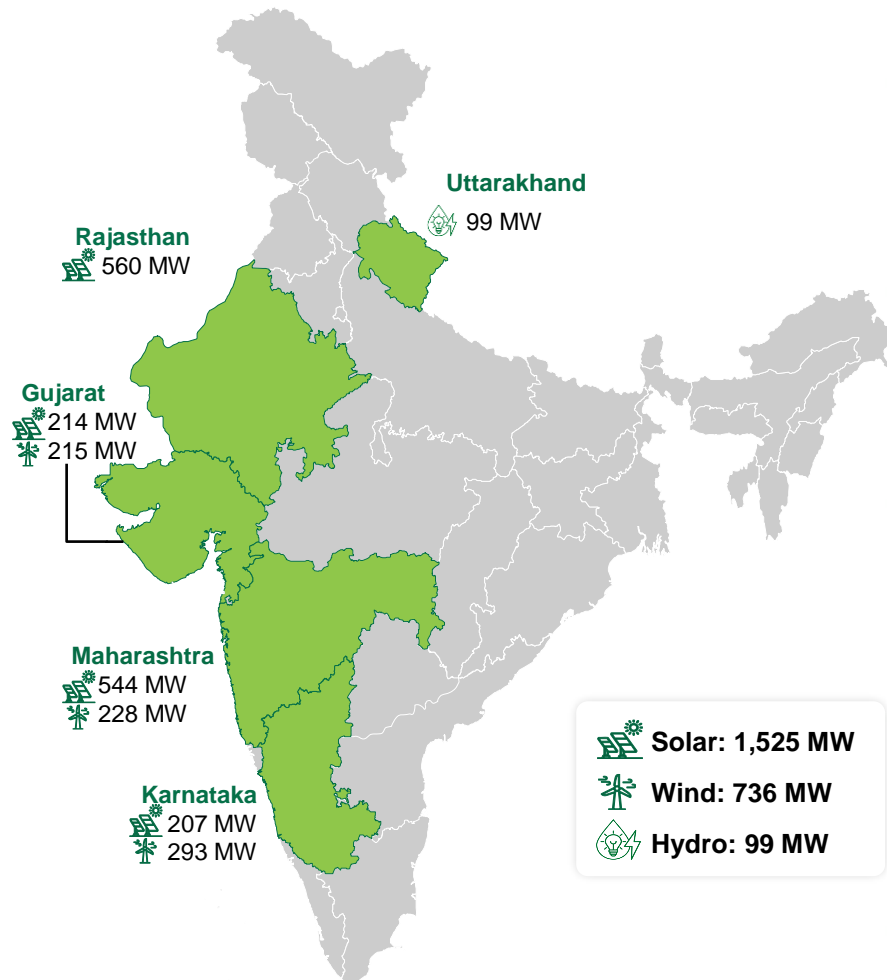 Uttarakhand
99 MW
Rajasthan
560 MW
Gujarat
214 MW
215 MW
Maharashtra
544 MW
228 MW
Karnataka
207 MW
293 MW
Solar: 1,525 MW
Wind: 736 MW
Hydro: 99 MW